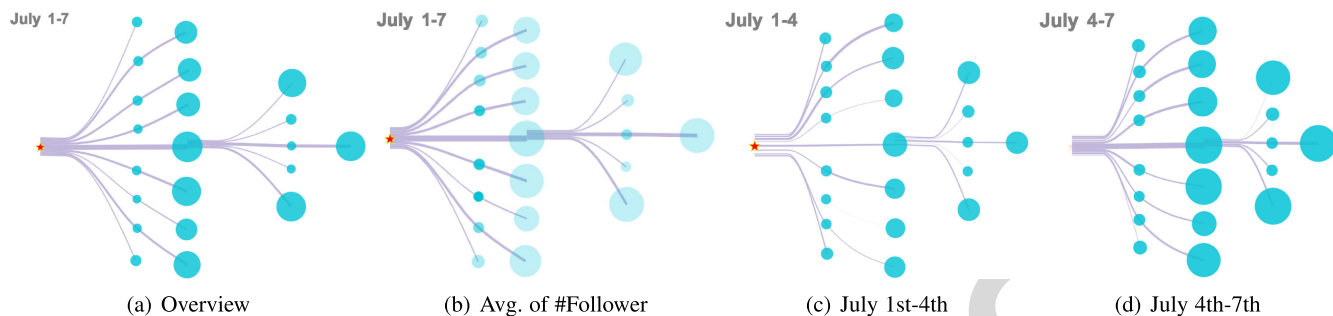 July 1-7
July 1-7
July 1-4
July 4-7
(a) Overview
(b) Avg. of #Follower
(c) July 1st-4th
(d) July 4th-7th